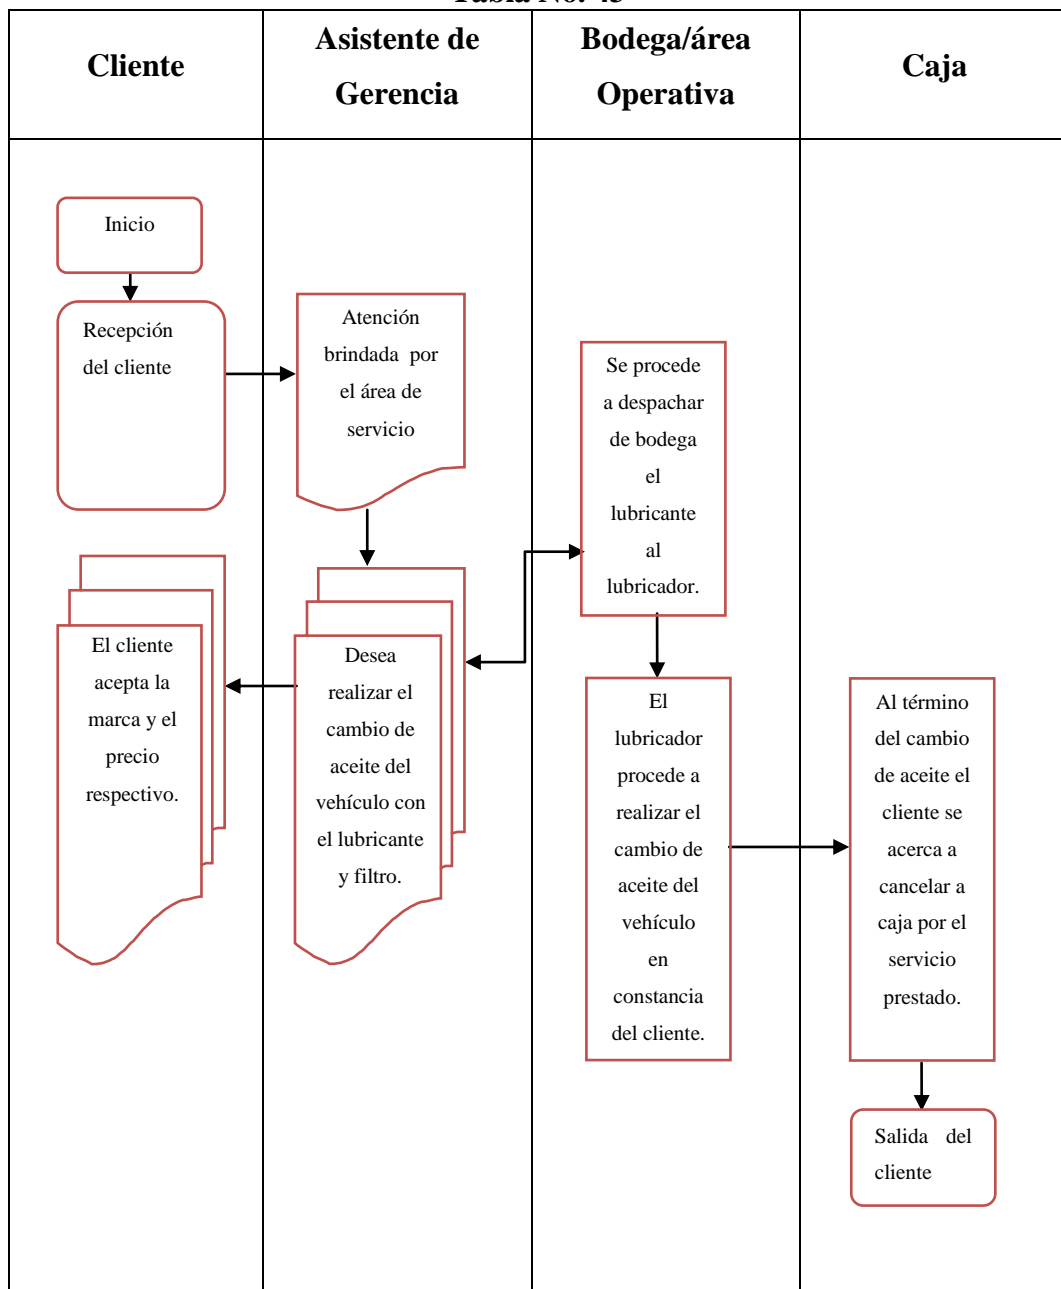 Tabla No. 45
Cliente
Asistente de
Gerencia
Bodega/área
Operativa
Caja
Inicio
Recepción
del cliente
Atención
brindada por
el área de
servicio
Se procede
a despachar
de bodega
el
lubricante
al
lubricador.
El cliente
acepta la
marca y el
precio
respectivo.
Desea
realizar el
cambio de
aceite del
vehículo con
el lubricante
y filtro.
El
lubricador
procede a
realizar el
cambio de
aceite del
vehículo
en
constancia
del cliente.
Al término
del cambio
de aceite el
cliente se
acerca a
cancelar a
caja por el
servicio
prestado.
Salida del
cliente